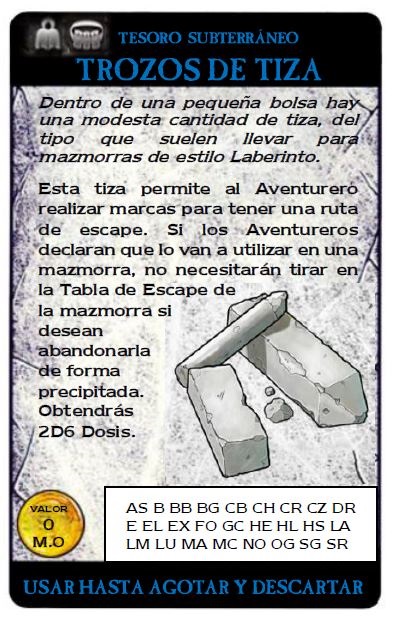 TESORO SUBTERRÁNEO
TROZOS DE TIZA
Dentro de una pequeña bolsa hay
una modesta cantidad de tiza, del
tipo que suelen llevar para
mazmorras de estilo Laberinto.
Esta tiza permite al Aventurero
realizar marcas para tener una ruta
de escape. Si los Aventureros
declaran que lo van a utilizar en una
mazmorra, no necesitarán tirar en
la Tabla de Escape de
la mazmorra si
desean
abandonarla
de forma
precipitada.
Obtendrás
2D6 Dosis.
VALOR
0
M.O
AS B BB BG CB CH CR CZ DR
E EL EX FO GC HE HL HS LA
LM LU MA MC NO OG SG SR
USAR HASTA AGOTAR Y DESCARTAR